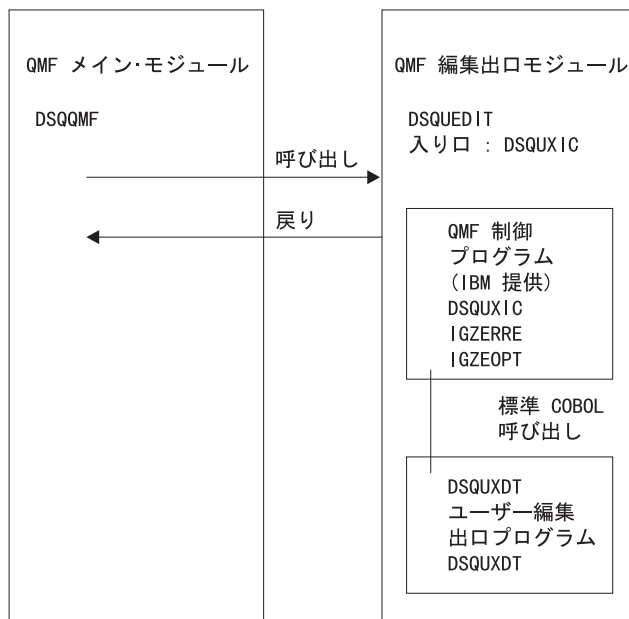 QMF メイン・モジュール
DSQQMF
呼び出し
戻り
QMF 編集出口モジュール
DSQUEDIT
入り口 : DSQUXIC
QMF 制御
プログラム
(IBM 提供)
DSQUXIC
IGZERRE
IGZEOPT
標準 COBOL
呼び出し
DSQUXDT
ユーザー編集
出口プログラム
DSQUXDT